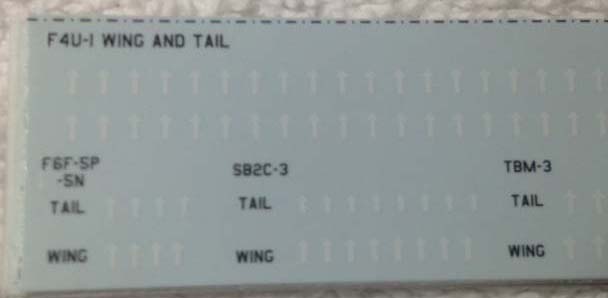 F4U-1 WING AND TAIL
F6F-5P
-5N
TAIL
WING
SB2C-3
TAIL
WING
TBM-3
TAIL
WING